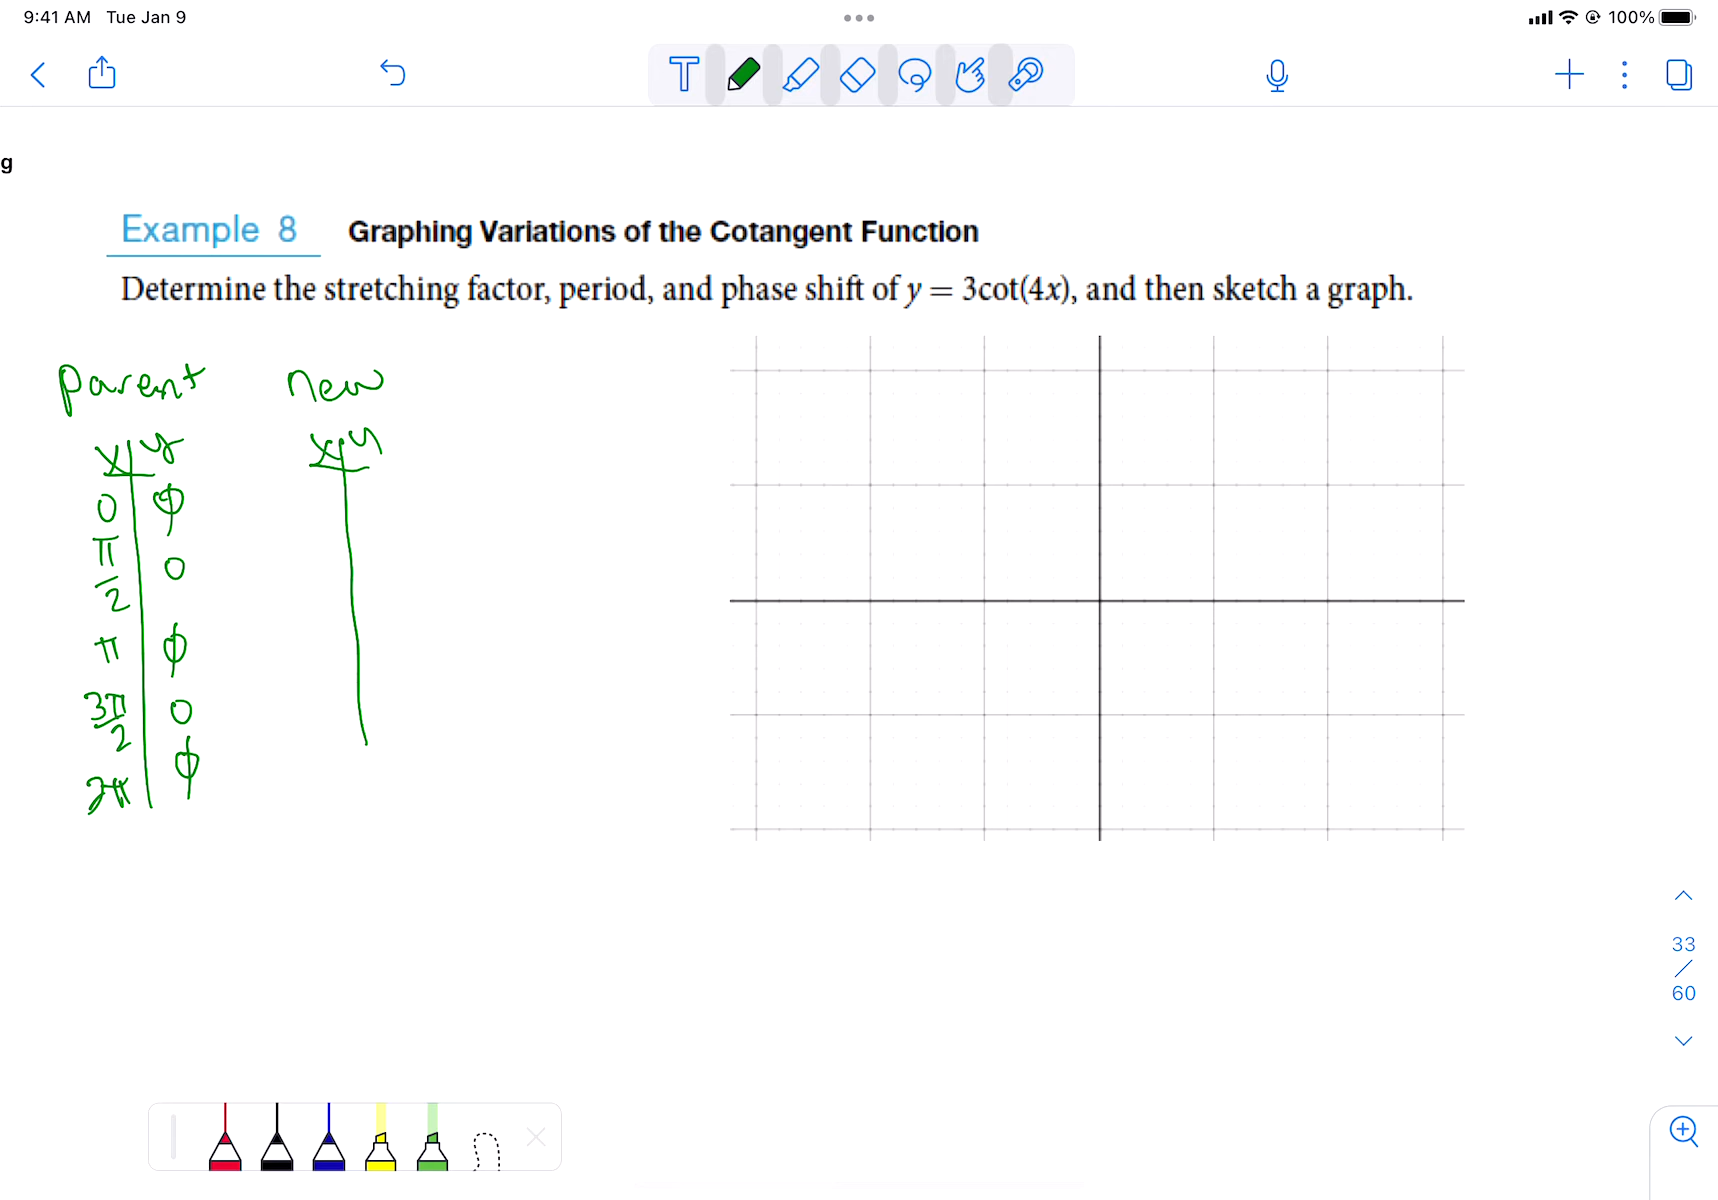 9:41 AM Tue Jan 9
100%
g
Example 8 Graphing Variations of the Cotangent Function
Determine the stretching factor, period, and phase shift of y = 3cot(4x), and then sketch a graph.
parent new
x y x y
0 ϕ
π/2 0
π ϕ
3π/2 0
2π ϕ
33
/
60